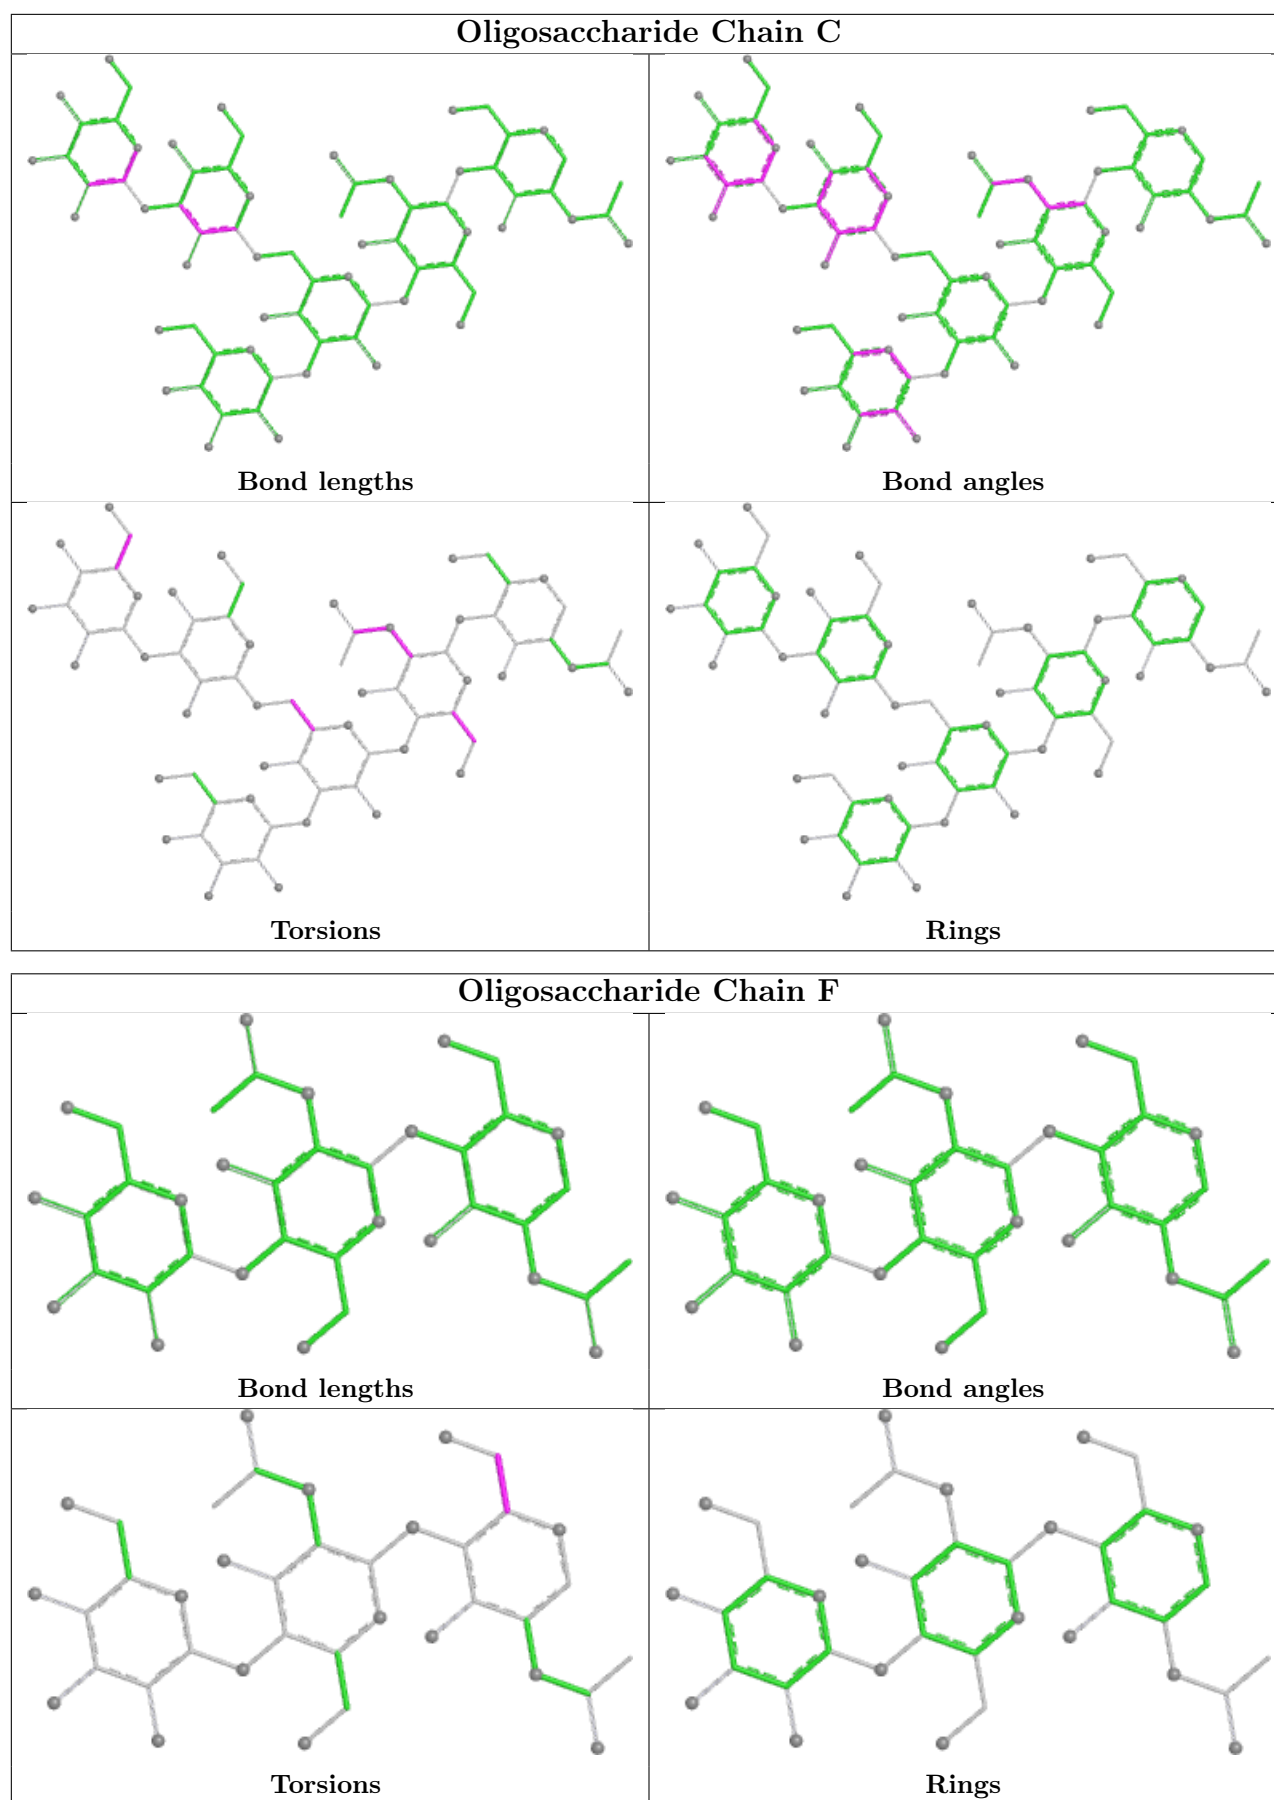 Oligosaccharide Chain C
Bond lengths
Bond angles
Torsions
Rings
Oligosaccharide Chain F
Bond lengths
Bond angles
Torsions
Rings